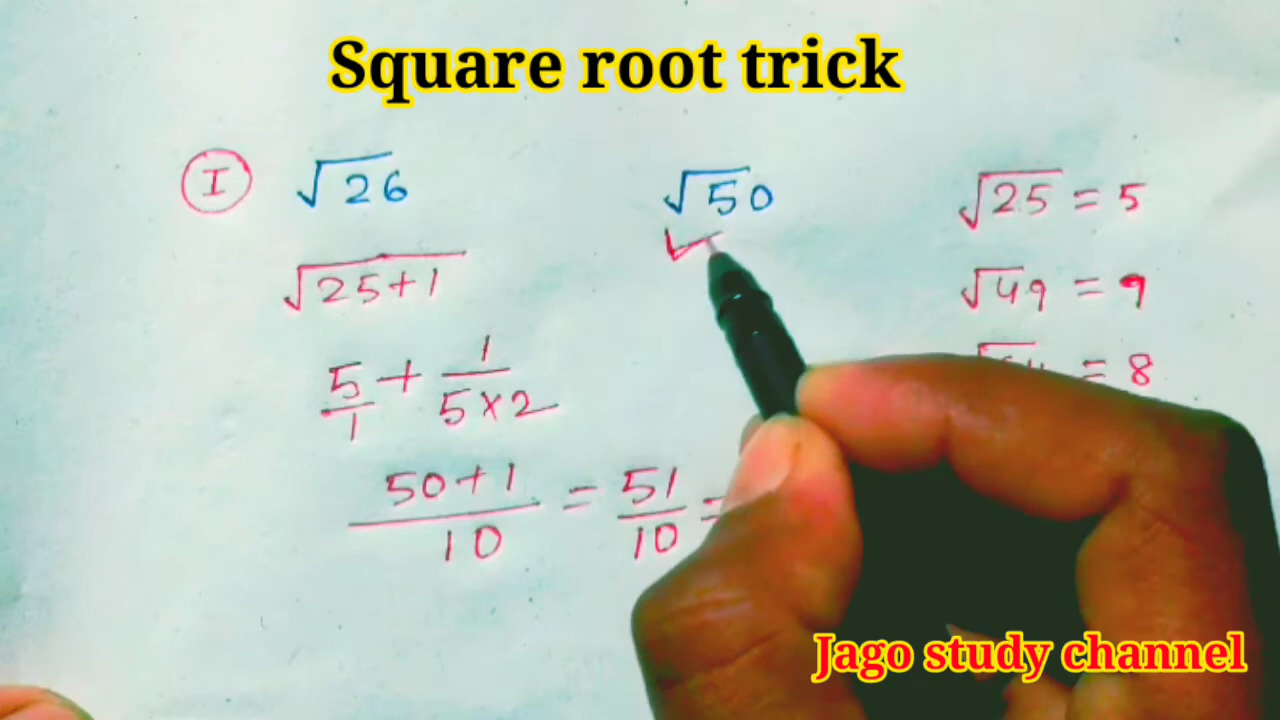 Square root trick
I √26
√25+1
5/1 + 1/5×2
50+1/10 = 51/10 =
√50
√25 = 5
√49 = 9
= 8
Jago study channel